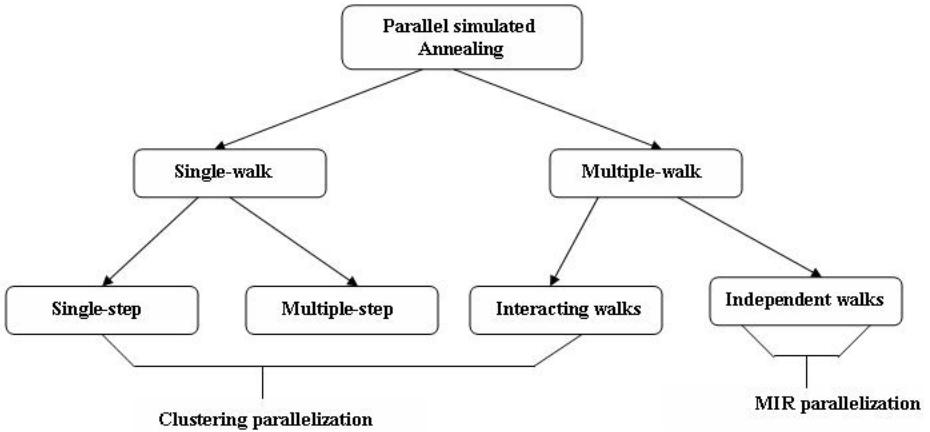 Parallel simulated
Annealing
Single-walk
Multiple-walk
Single-step
Multiple-step
Interacting walks
Independent walks
Clustering parallelization
MIR parallelization